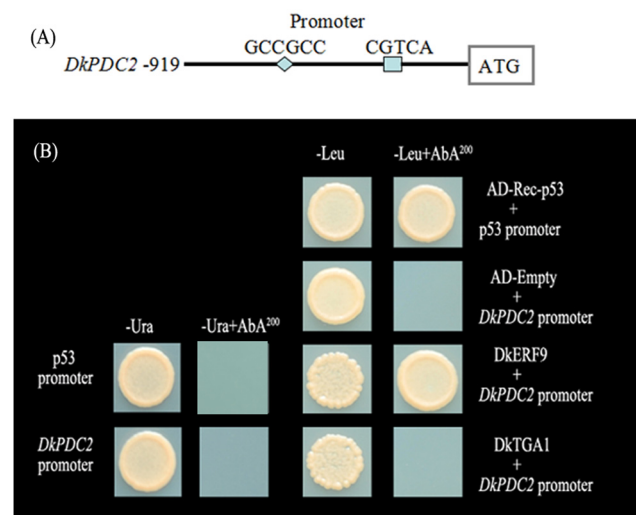 (A)
Promoter
GCCGCC CGTCA
DkPDC2 -919
ATG
(B)
-Leu -Leu+AbA²⁰⁰
AD-Rec-p53
+
p53 promoter
AD-Empty
+
DkPDC2 promoter
-Ura -Ura+AbA²⁰⁰
p53
promoter
DkERF9
+
DkPDC2 promoter
DkPDC2
promoter
DkTGA1
+
DkPDC2 promoter